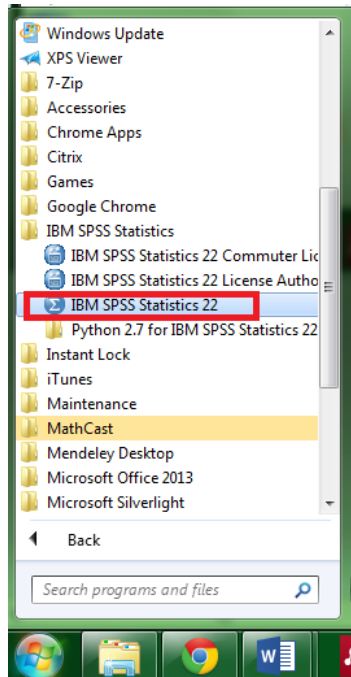 Windows Update
XPS Viewer
7-Zip
Accessories
Chrome Apps
Citrix
Games
Google Chrome
IBM SPSS Statistics
IBM SPSS Statistics 22 Commuter Lic
IBM SPSS Statistics 22 License Autho
IBM SPSS Statistics 22
Python 2.7 for IBM SPSS Statistics 22
Instant Lock
iTunes
Maintenance
MathCast
Mendeley Desktop
Microsoft Office 2013
Microsoft Silverlight
Back
Search programs and files